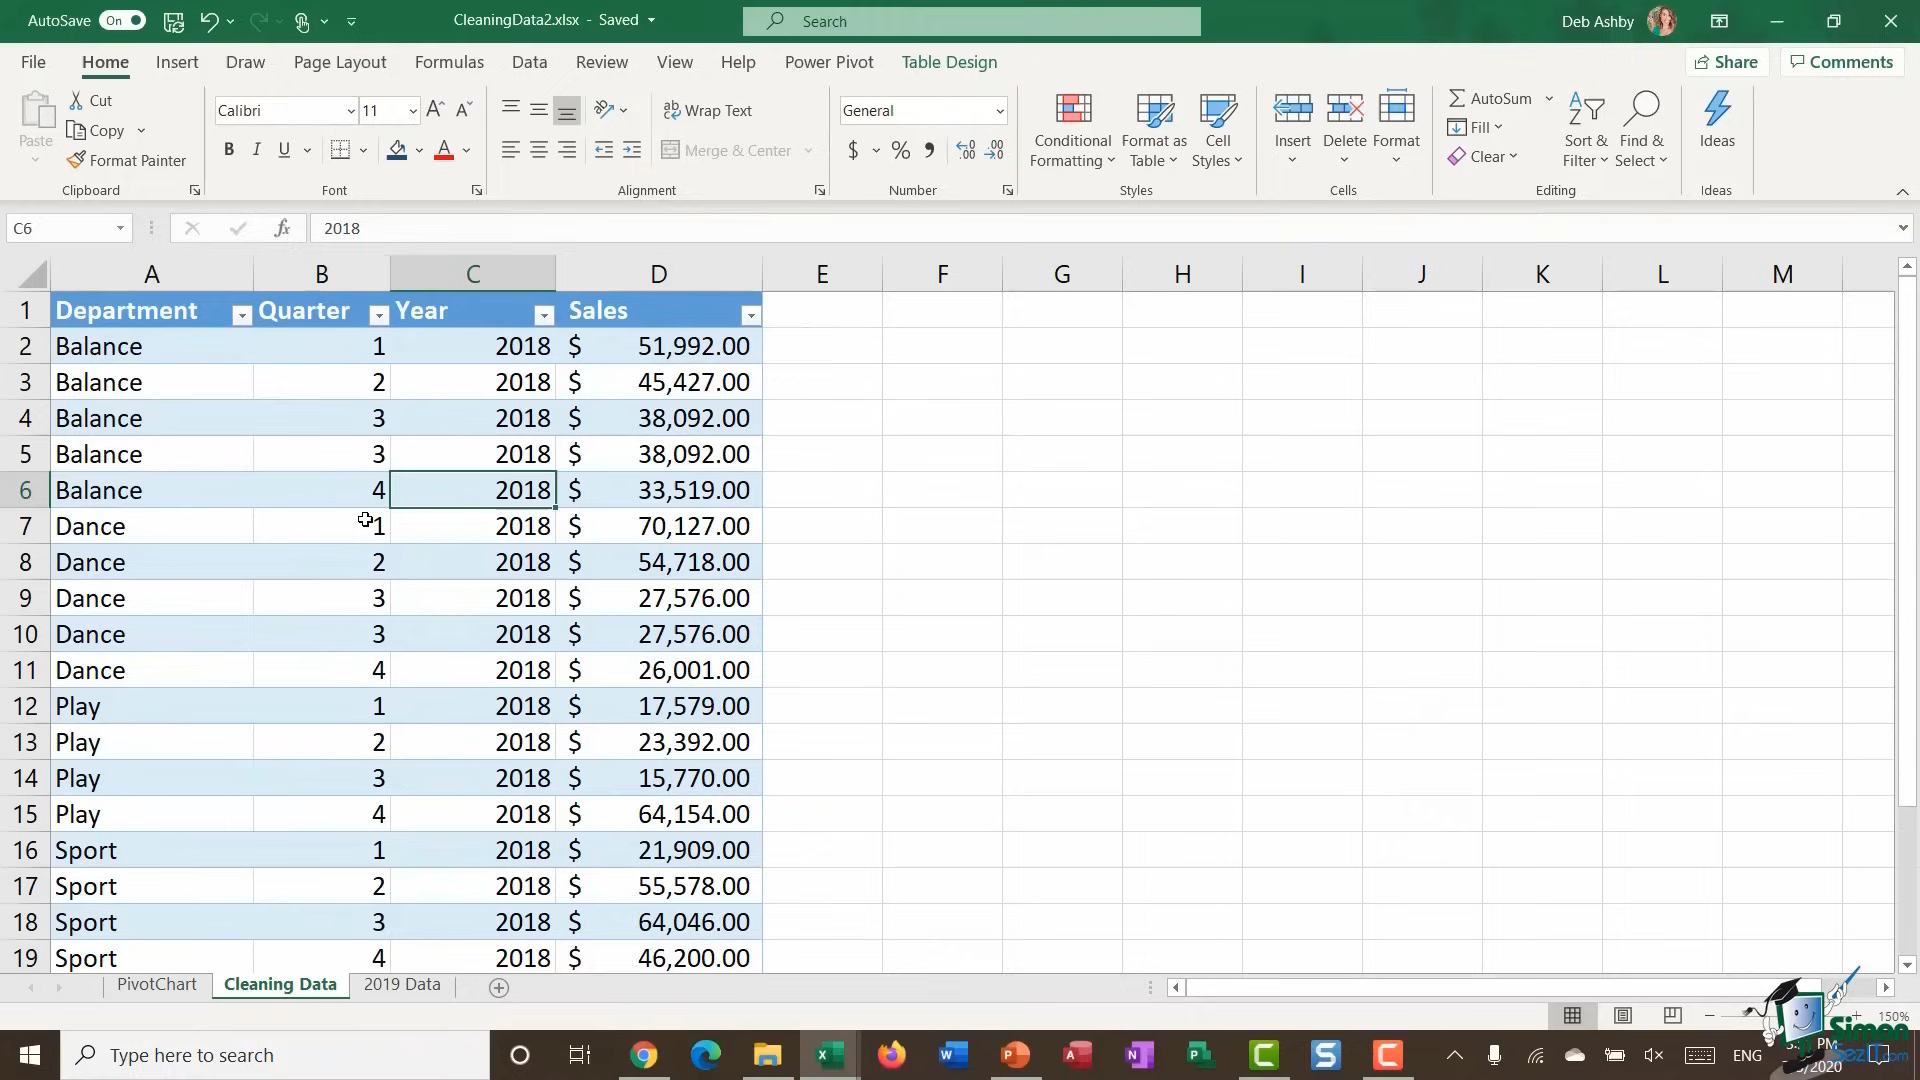 AutoSave On CleaningData2.xlsx - Saved Search Deb Ashby
File Home Insert Draw Page Layout Formulas Data Review View Help Power Pivot Table Design Share Comments
Paste Cut Copy Format Painter Clipboard
Calibri 11 B I U A Font
Wrap Text Merge & Center Alignment
General $ % Number
Conditional Formatting Format as Table Cell Styles Styles
Insert Delete Format Cells
AutoSum Fill Clear Sort & Filter Find & Select Editing
Ideas Ideas
C6 fx 2018
A B C D E F G H I J K L M
1 Department Quarter Year Sales
2 Balance 1 2018 $ 51,992.00
3 Balance 2 2018 $ 45,427.00
4 Balance 3 2018 $ 38,092.00
5 Balance 3 2018 $ 38,092.00
6 Balance 4 2018 $ 33,519.00
7 Dance 1 2018 $ 70,127.00
8 Dance 2 2018 $ 54,718.00
9 Dance 3 2018 $ 27,576.00
10 Dance 3 2018 $ 27,576.00
11 Dance 4 2018 $ 26,001.00
12 Play 1 2018 $ 17,579.00
13 Play 2 2018 $ 23,392.00
14 Play 3 2018 $ 15,770.00
15 Play 4 2018 $ 64,154.00
16 Sport 1 2018 $ 21,909.00
17 Sport 2 2018 $ 55,578.00
18 Sport 3 2018 $ 64,046.00
19 Sport 4 2018 $ 46,200.00
PivotChart Cleaning Data 2019 Data
150%
Type here to search ENG PM
Simon SezIT.com